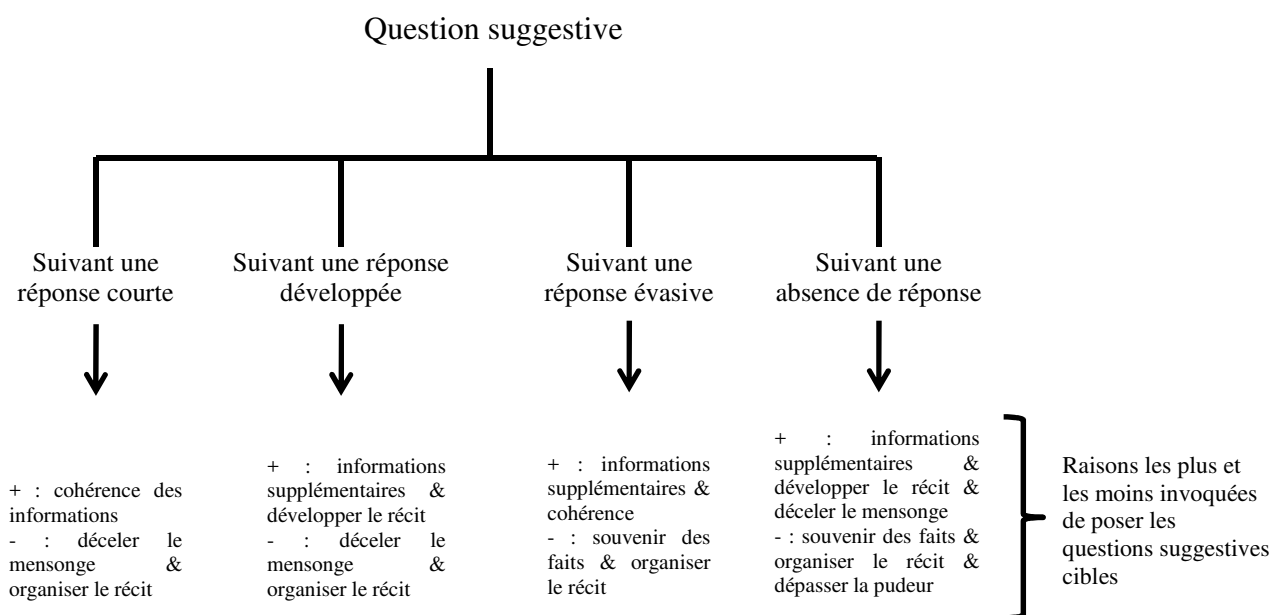 Question suggestive
Suivant une
réponse courte
Suivant une réponse
développée
Suivant une
réponse évasive
Suivant une
absence de réponse
+ : cohérence des
informations
- : déceler le
mensonge &
organiser le récit
+ : informations
supplémentaires &
développer le récit
- : déceler le
mensonge &
organiser le récit
+ : informations
supplémentaires &
cohérence
- : souvenir des
faits & organiser
le récit
+ : informations
supplémentaires &
développer le récit &
déceler le mensonge
- : souvenir des faits &
organiser le récit &
dépasser la pudeur
Raisons les plus et
les moins invoquées
de poser les
questions suggestives
cibles